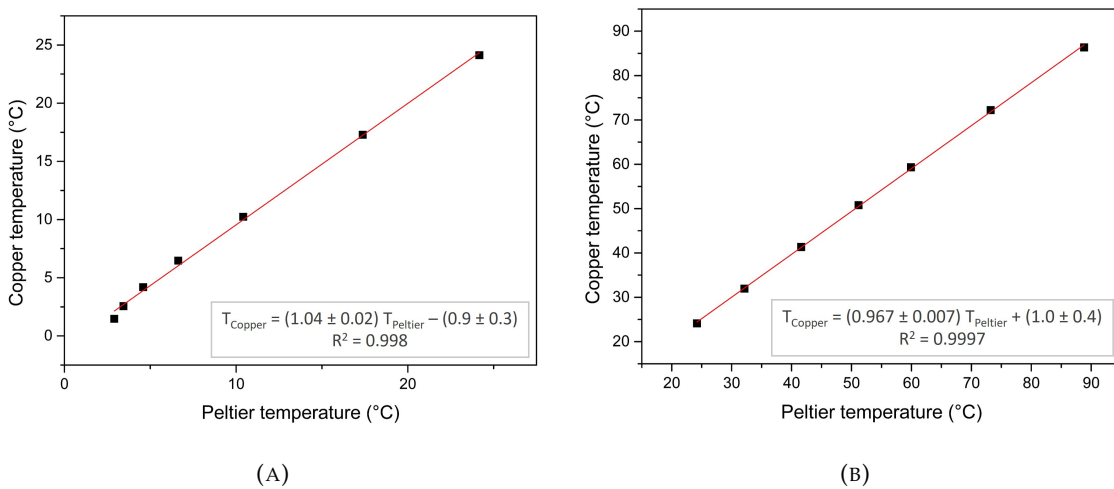 25
20
15
10
5
0
Copper temperature (°C)
T_Copper = (1.04 ± 0.02) T_Peltier − (0.9 ± 0.3)
R² = 0.998
0 10 20
Peltier temperature (°C)
(A)
90
80
70
60
50
40
30
20
Copper temperature (°C)
T_Copper = (0.967 ± 0.007) T_Peltier + (1.0 ± 0.4)
R² = 0.9997
20 30 40 50 60 70 80 90
Peltier temperature (°C)
(B)